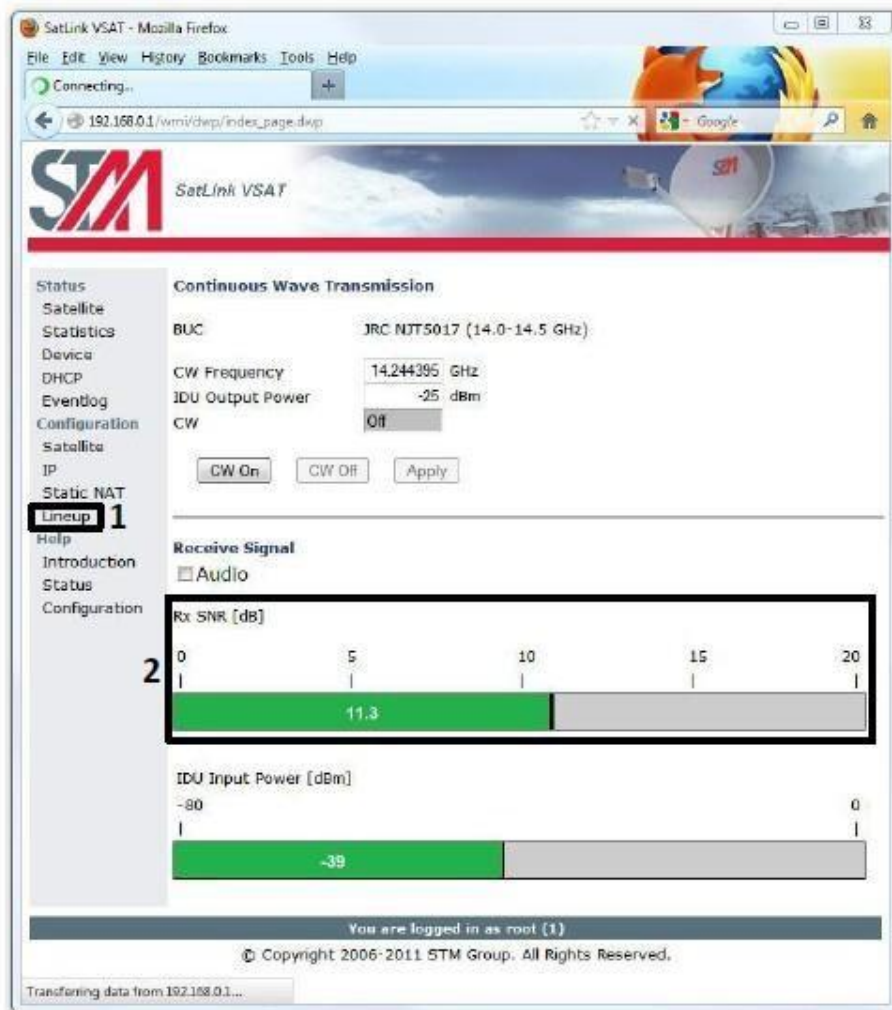 SatLink VSAT - Mozilla Firefox
File Edit View History Bookmarks Tools Help
Connecting...
192.168.0.1/wmi/dwp/index_page.dwp
Google
STM
SatLink VSAT
STM
Status
Satellite
Statistics
Device
DHCP
Eventlog
Configuration
Satellite
IP
Static NAT
Lineup 1
Help
Introduction
Status
Configuration
Continuous Wave Transmission
BUC JRC NJT5017 (14.0-14.5 GHz)
CW Frequency 14.244395 GHz
IDU Output Power -25 dBm
CW Off
CW On CW Off Apply
Receive Signal
Audio
Rx SNR [dB]
2
0 5 10 15 20
11.3
IDU Input Power [dBm]
-80 0
-39
You are logged in as root (1)
© Copyright 2006-2011 STM Group. All Rights Reserved.
Transferring data from 192.168.0.1...